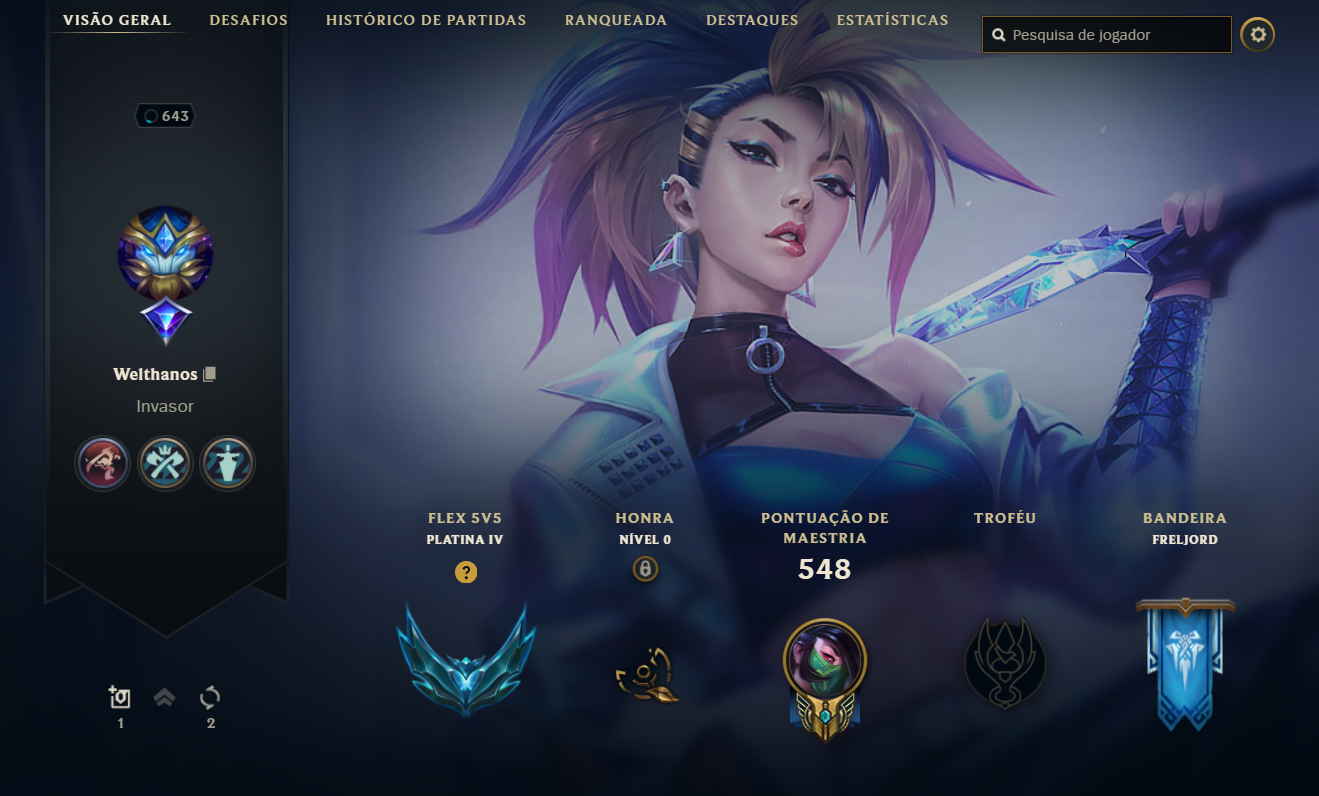 VISÃO GERAL
DESAFIOS
HISTÓRICO DE PARTIDAS
RANQUEADA
DESTAQUES
ESTATÍSTICAS
Pesquisa de jogador
643
Welthanos
Invasor
FLEX 5V5
PLATINA IV
?
HONRA
NÍVEL 0
PONTUAÇÃO DE
MAESTRIA
548
TROFÉU
BANDEIRA
FRELJORD
1
2